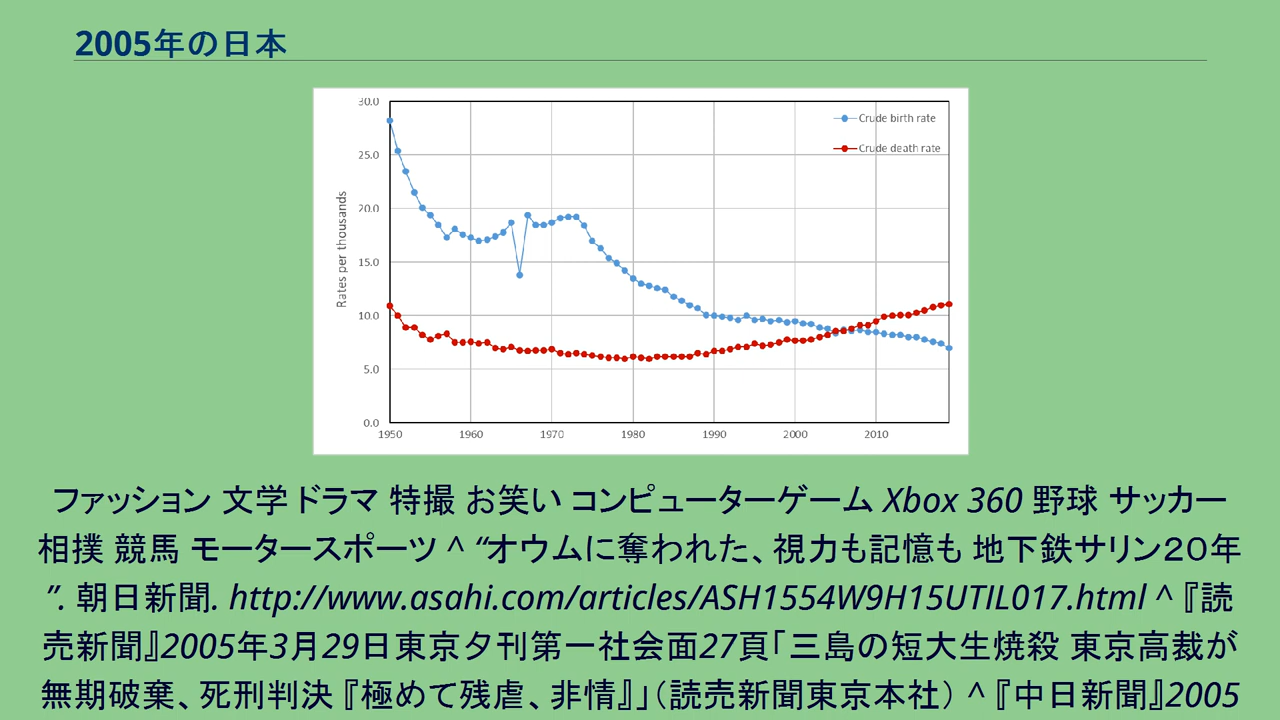 2005年の日本
30.0
25.0
20.0
15.0
10.0
5.0
0.0
Rates per thousands
Crude birth rate
Crude death rate
1950 1960 1970 1980 1990 2000 2010
ファッション 文学 ドラマ 特撮 お笑い コンピューターゲーム Xbox 360 野球 サッカー
相撲 競馬 モータースポーツ ^ “オウムに奪われた、視力も記憶も 地下鉄サリン２０年
”. 朝日新聞. http://www.asahi.com/articles/ASH1554W9H15UTIL017.html ^ 『読
売新聞』2005年3月29日東京夕刊第一社会面27頁「三島の短大生焼殺 東京高裁が
無期破棄、死刑判決 『極めて残虐、非情』」（読売新聞東京本社） ^ 『中日新聞』2005